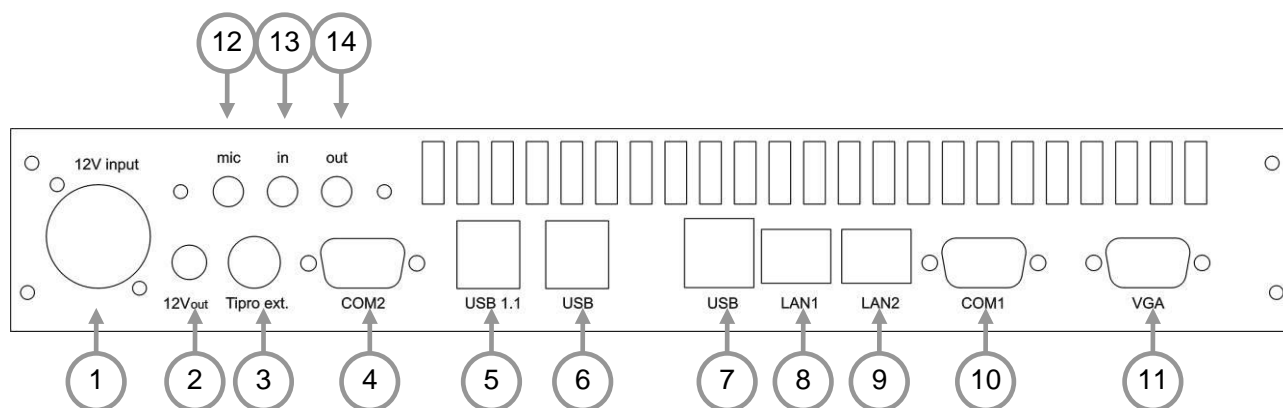 12 13 14
12V input mic in out
12Vout Tipro ext. COM2 USB 1.1 USB USB LAN1 LAN2 COM1 VGA
1 2 3 4 5 6 7 8 9 10 11